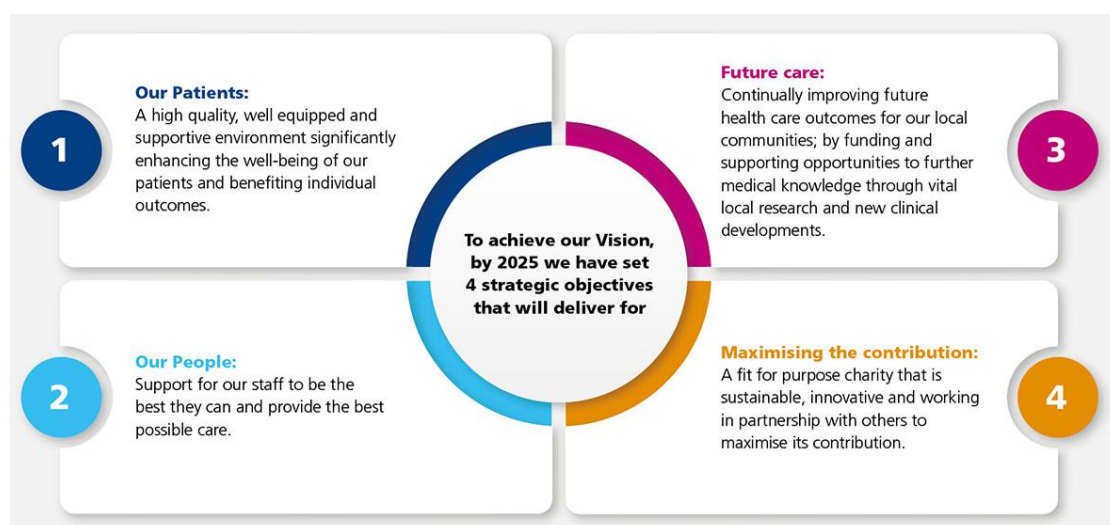 To achieve our Vision,
by 2025 we have set
4 strategic objectives
that will deliver for
1
Our Patients:
A high quality, well equipped and
supportive environment significantly
enhancing the well-being of our
patients and benefiting individual
outcomes.
2
Our People:
Support for our staff to be the
best they can and provide the best
possible care.
3
Future care:
Continually improving future
health care outcomes for our local
communities; by funding and
supporting opportunities to further
medical knowledge through vital
local research and new clinical
developments.
4
Maximising the contribution:
A fit for purpose charity that is
sustainable, innovative and working
in partnership with others to
maximise its contribution.